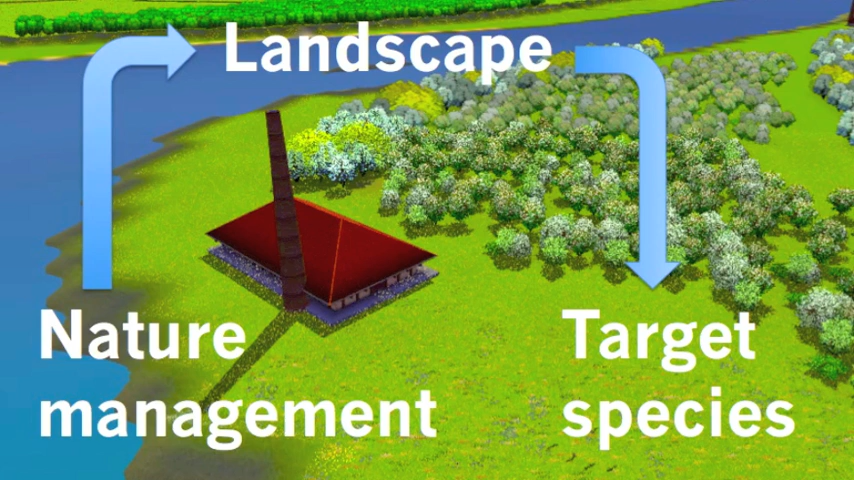 Landscape
Nature
management
Target
species